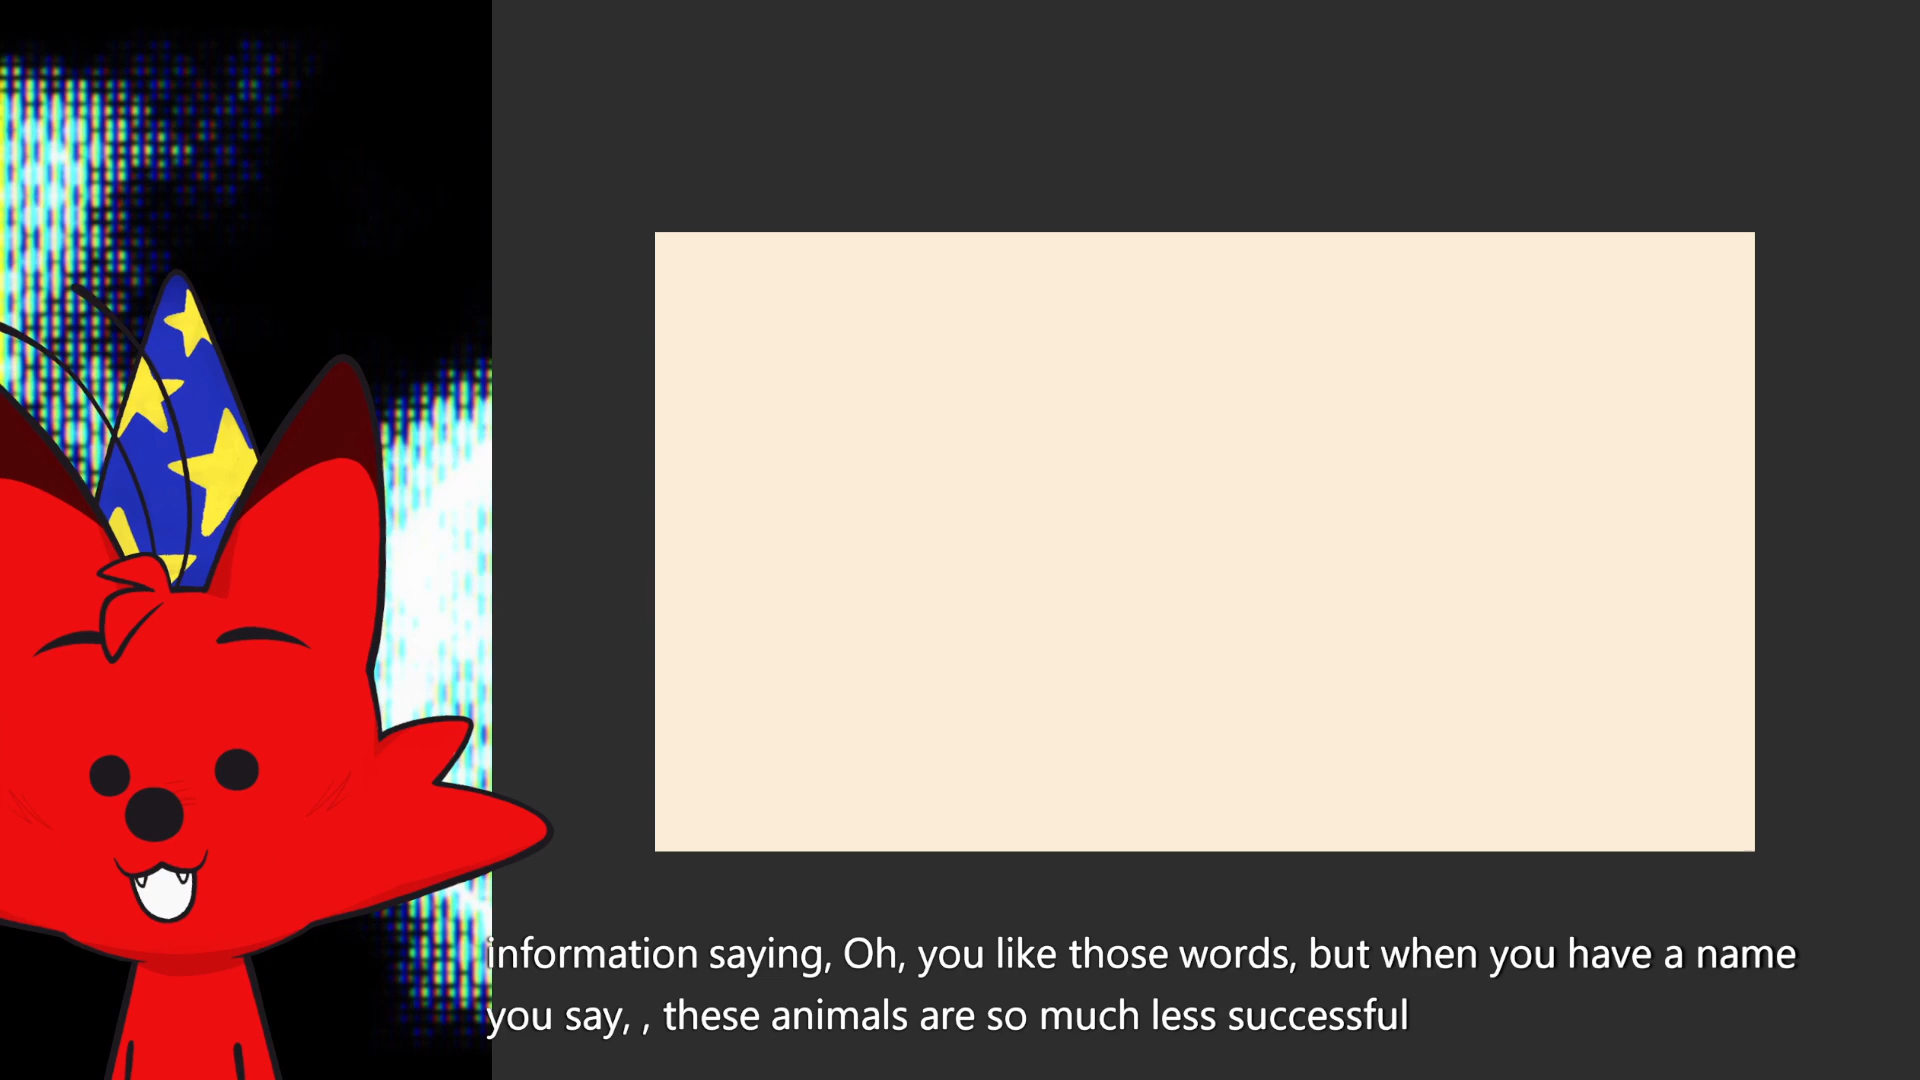 information saying, Oh, you like those words, but when you have a name
you say, , these animals are so much less successful